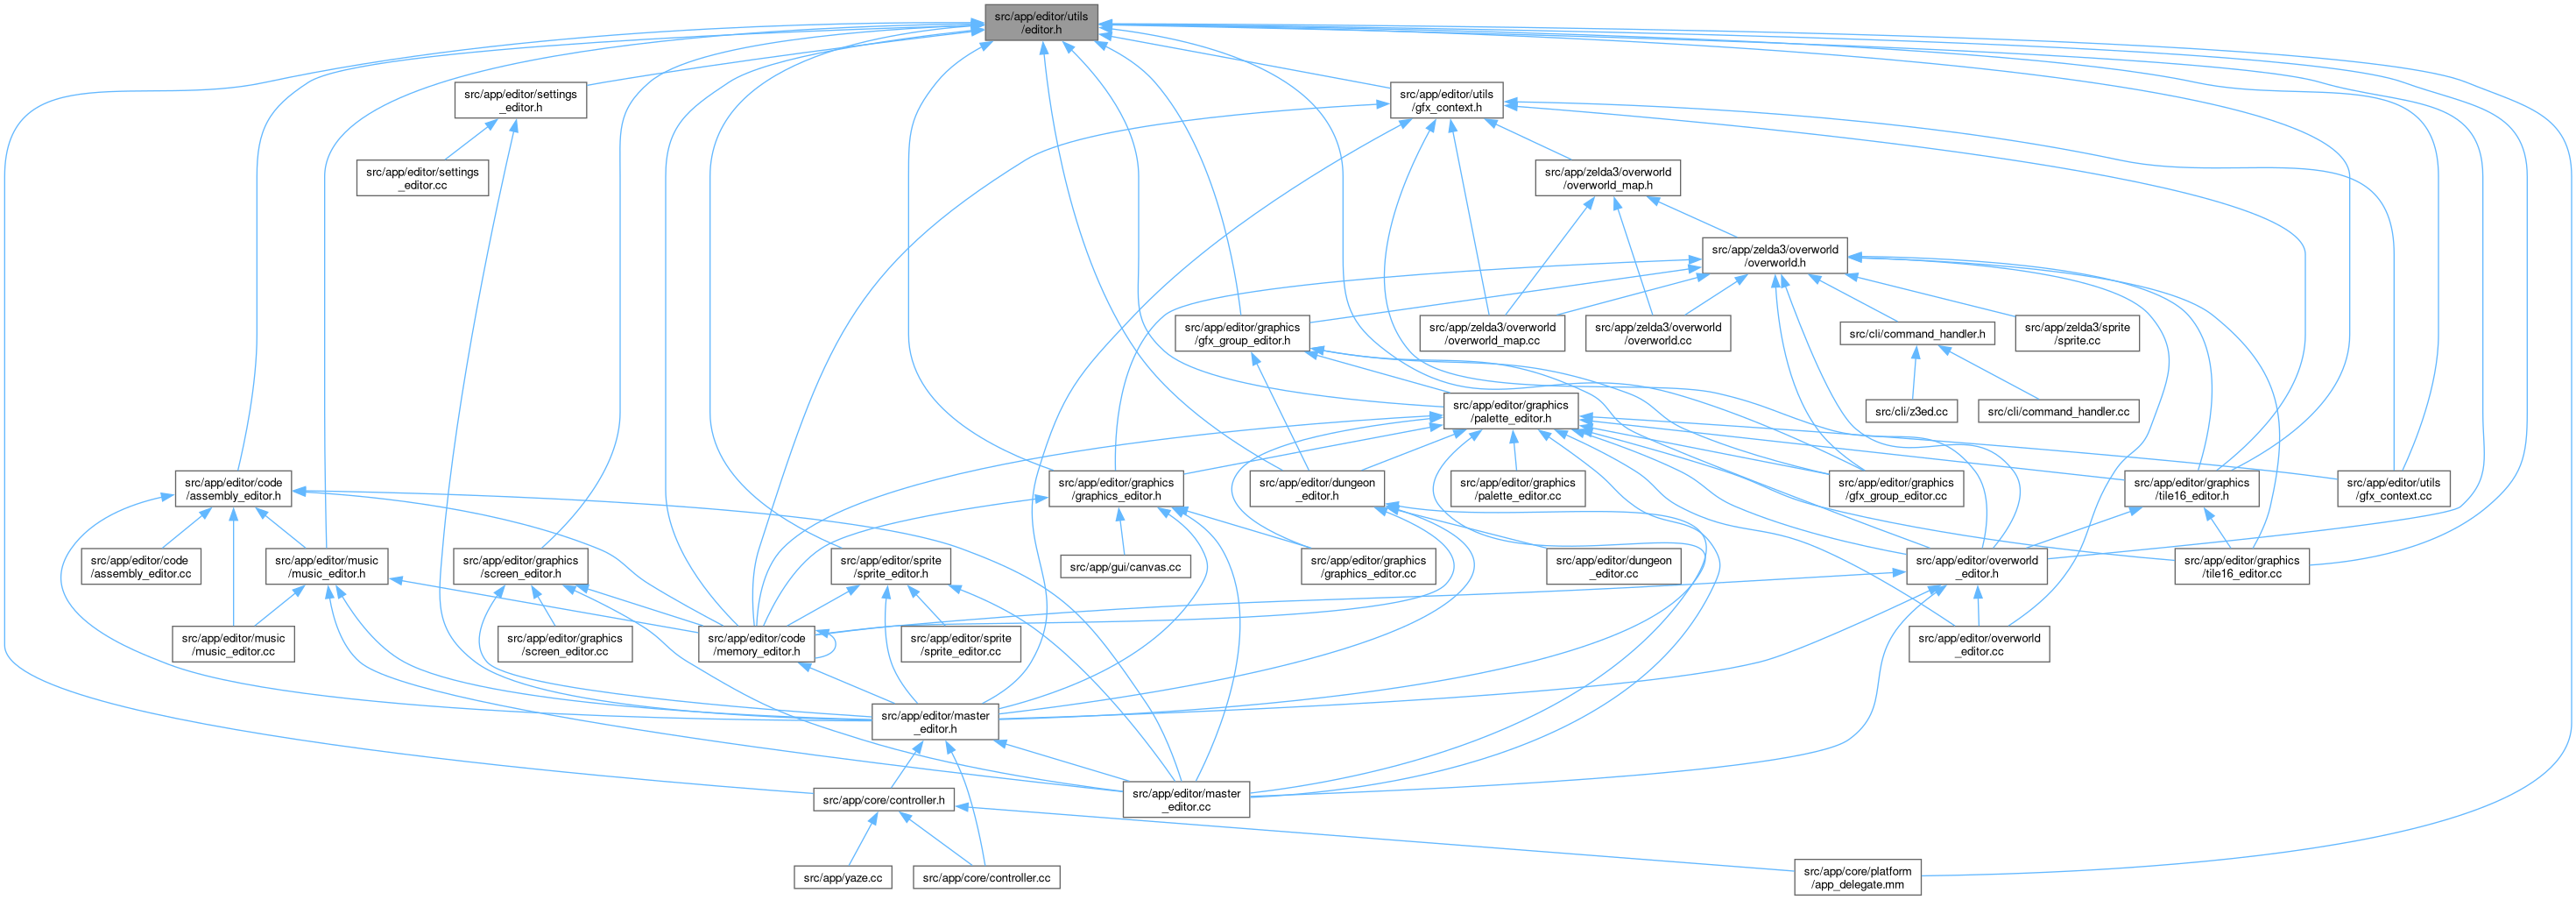 src/app/editor/utils
/editor.h
src/app/editor/settings
_editor.h
src/app/editor/utils
/gfx_context.h
src/app/editor/settings
_editor.cc
src/app/zelda3/overworld
/overworld_map.h
src/app/zelda3/overworld
/overworld.h
src/app/editor/graphics
/gfx_group_editor.h
src/app/zelda3/overworld
/overworld_map.cc
src/app/zelda3/overworld
/overworld.cc
src/cli/command_handler.h
src/app/zelda3/sprite
/sprite.cc
src/app/editor/graphics
/palette_editor.h
src/cli/z3ed.cc
src/cli/command_handler.cc
src/app/editor/code
/assembly_editor.h
src/app/editor/graphics
/graphics_editor.h
src/app/editor/dungeon
_editor.h
src/app/editor/graphics
/palette_editor.cc
src/app/editor/graphics
/gfx_group_editor.cc
src/app/editor/graphics
/tile16_editor.h
src/app/editor/utils
/gfx_context.cc
src/app/editor/code
/assembly_editor.cc
src/app/editor/music
/music_editor.h
src/app/editor/graphics
/screen_editor.h
src/app/editor/sprite
/sprite_editor.h
src/app/gui/canvas.cc
src/app/editor/graphics
/graphics_editor.cc
src/app/editor/dungeon
_editor.cc
src/app/editor/overworld
_editor.h
src/app/editor/graphics
/tile16_editor.cc
src/app/editor/music
/music_editor.cc
src/app/editor/graphics
/screen_editor.cc
src/app/editor/code
/memory_editor.h
src/app/editor/sprite
/sprite_editor.cc
src/app/editor/overworld
_editor.cc
src/app/editor/master
_editor.h
src/app/core/controller.h
src/app/editor/master
_editor.cc
src/app/yaze.cc
src/app/core/controller.cc
src/app/core/platform
/app_delegate.mm